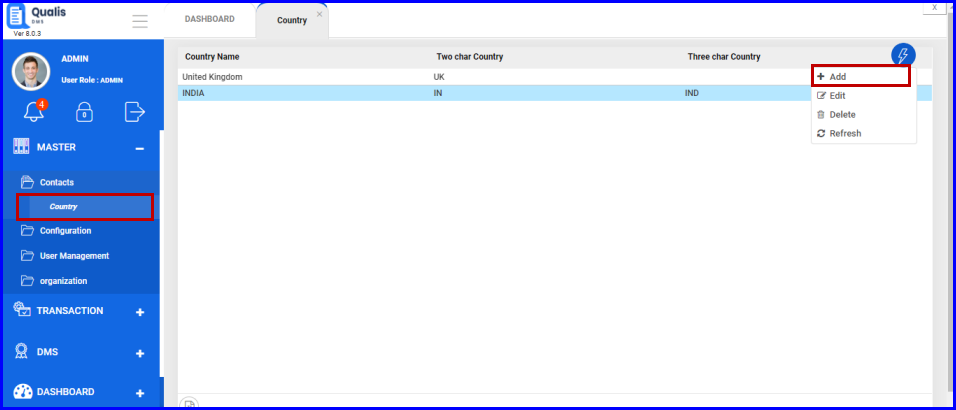 Qualis
DMS
Ver 8.0.3
DASHBOARD
Country
×
X
ADMIN
User Role : ADMIN
4
0
MASTER
Contacts
Country
Configuration
User Management
organization
TRANSACTION
DMS
DASHBOARD
Country Name Two char Country Three char Country
United Kingdom UK
INDIA IN IND
Add
Edit
Delete
Refresh